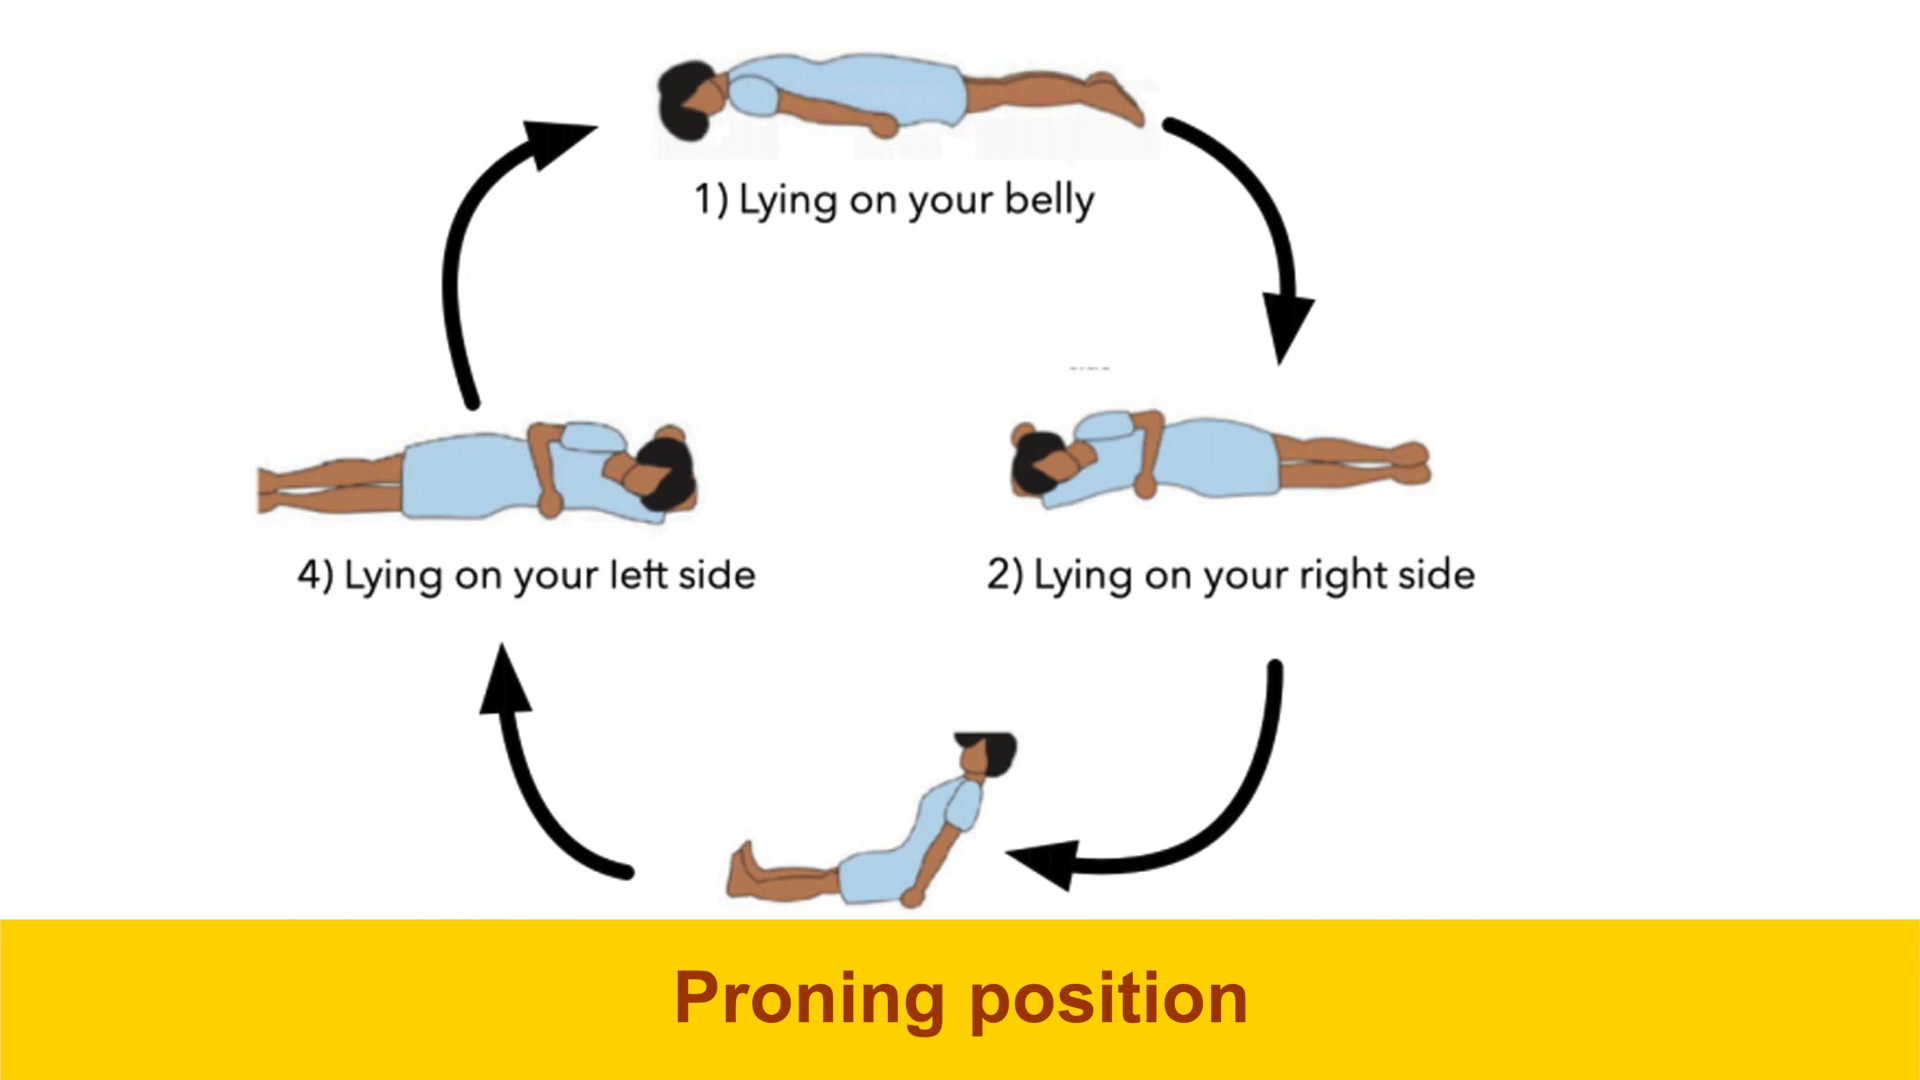 1) Lying on your belly
4) Lying on your left side
2) Lying on your right side
Proning position